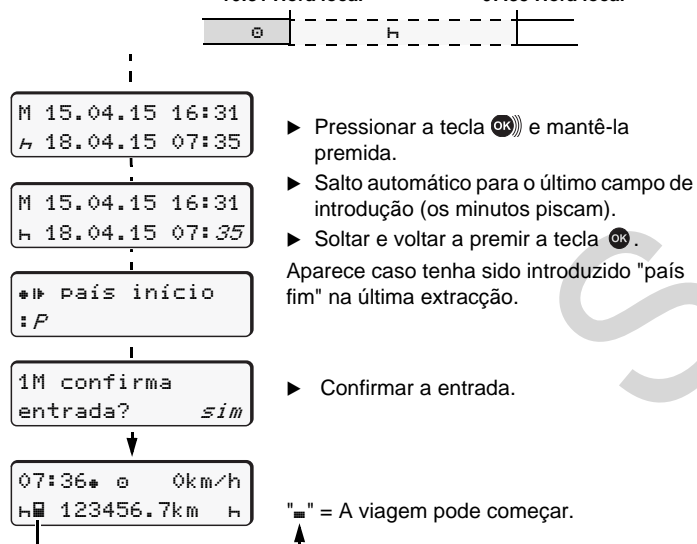 M 15.04.15 16:31
18.04.15 07:35
▶ Pressionar a tecla OK e mantê-la
premida.
M 15.04.15 16:31
18.04.15 07:35
▶ Salto automático para o último campo de
introdução (os minutos piscam).
▶ Soltar e voltar a premir a tecla OK.
país início
:P
Aparece caso tenha sido introduzido "país
fim" na última extracção.
1M confirma
entrada? sim
▶ Confirmar a entrada.
07:36 0km/h
123456.7km
" " = A viagem pode começar.